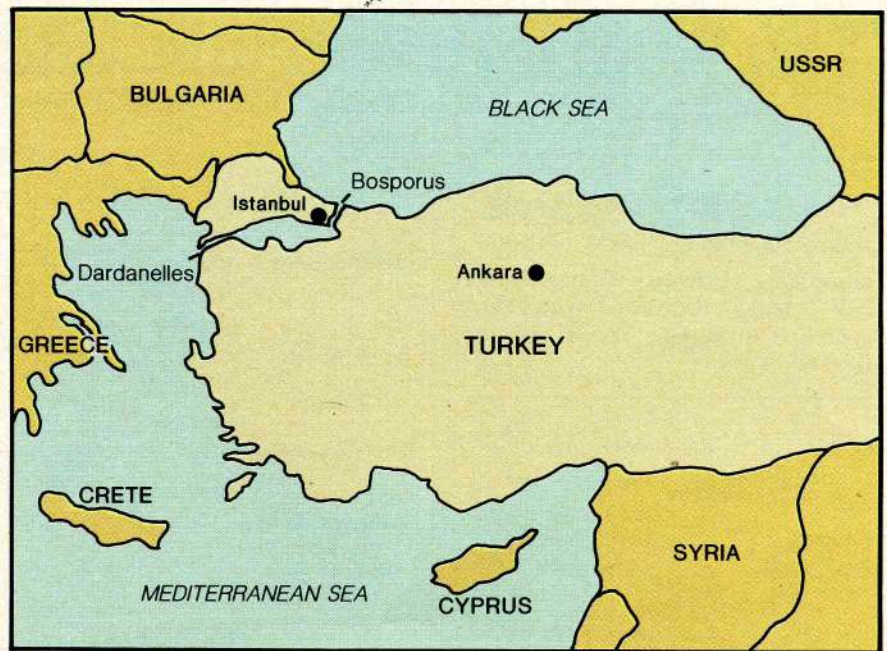 USSR
BULGARIA
BLACK SEA
Bosporus
Istanbul
Dardanelles
Ankara
GREECE
TURKEY
CRETE
SYRIA
MEDITERRANEAN SEA
CYPRUS